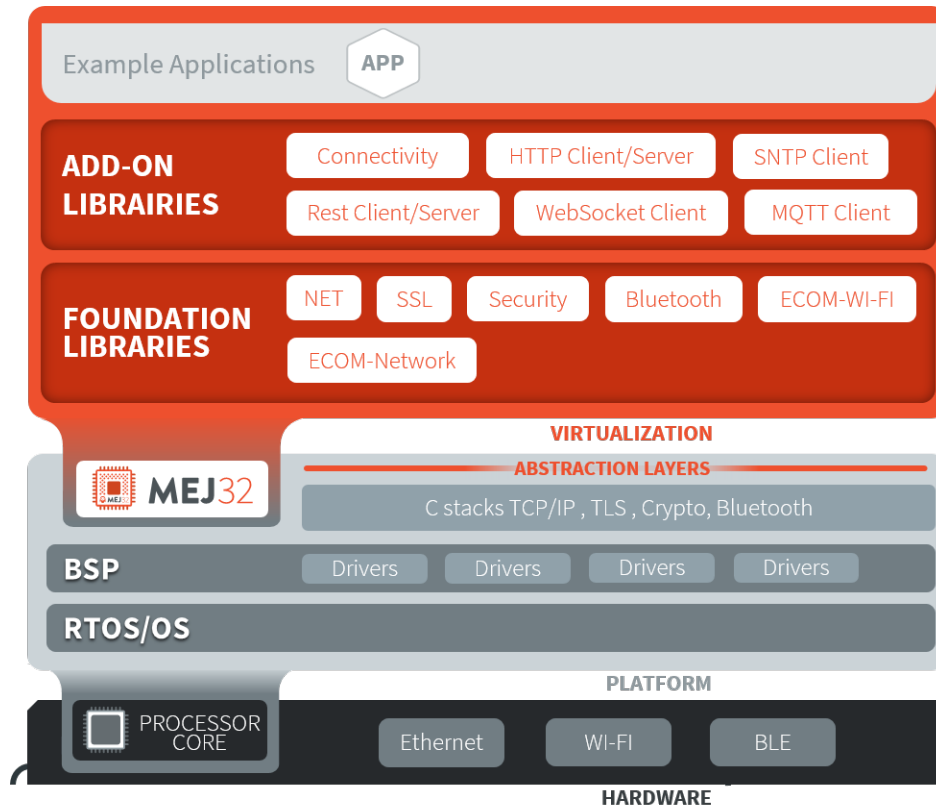 Example Applications
APP
ADD-ON
LIBRAIRIES
Connectivity
HTTP Client/Server
SNTP Client
Rest Client/Server
WebSocket Client
MQTT Client
FOUNDATION
LIBRARIES
NET
SSL
Security
Bluetooth
ECOM-WI-FI
ECOM-Network
VIRTUALIZATION
ABSTRACTION LAYERS
MEJ32
MEJ32
C stacks TCP/IP , TLS , Crypto, Bluetooth
BSP
Drivers
Drivers
Drivers
Drivers
RTOS/OS
PLATFORM
PROCESSOR
CORE
Ethernet
WI-FI
BLE
HARDWARE